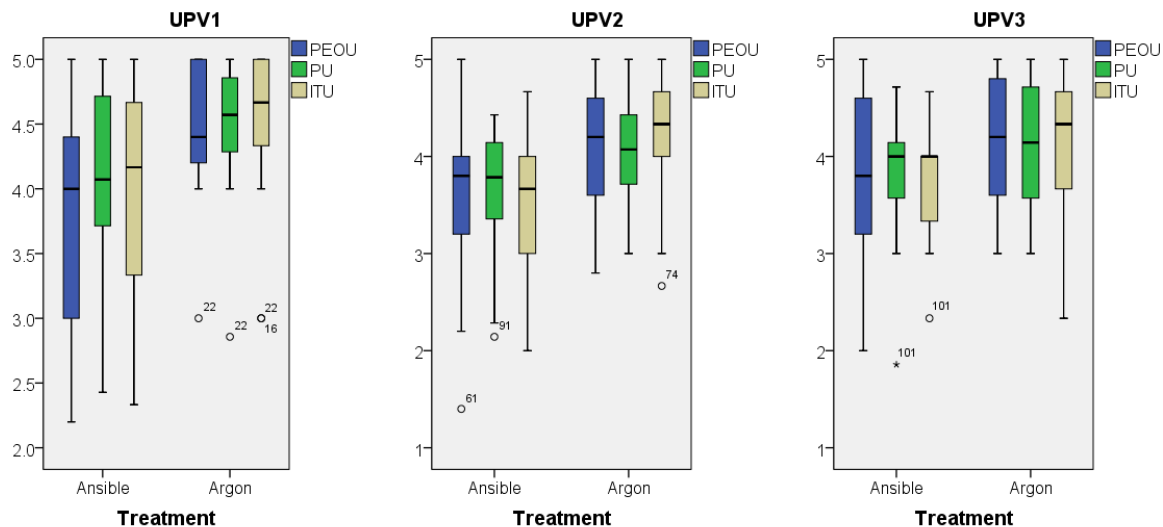 UPV1
PEOU
PU
ITU
5.0
4.5
4.0
3.5
3.0
2.5
2.0
22
22
22
16
Ansible
Argon
Treatment
UPV2
PEOU
PU
ITU
5
4
3
2
1
74
91
61
Ansible
Argon
Treatment
UPV3
PEOU
PU
ITU
5
4
3
2
1
101
101
Ansible
Argon
Treatment